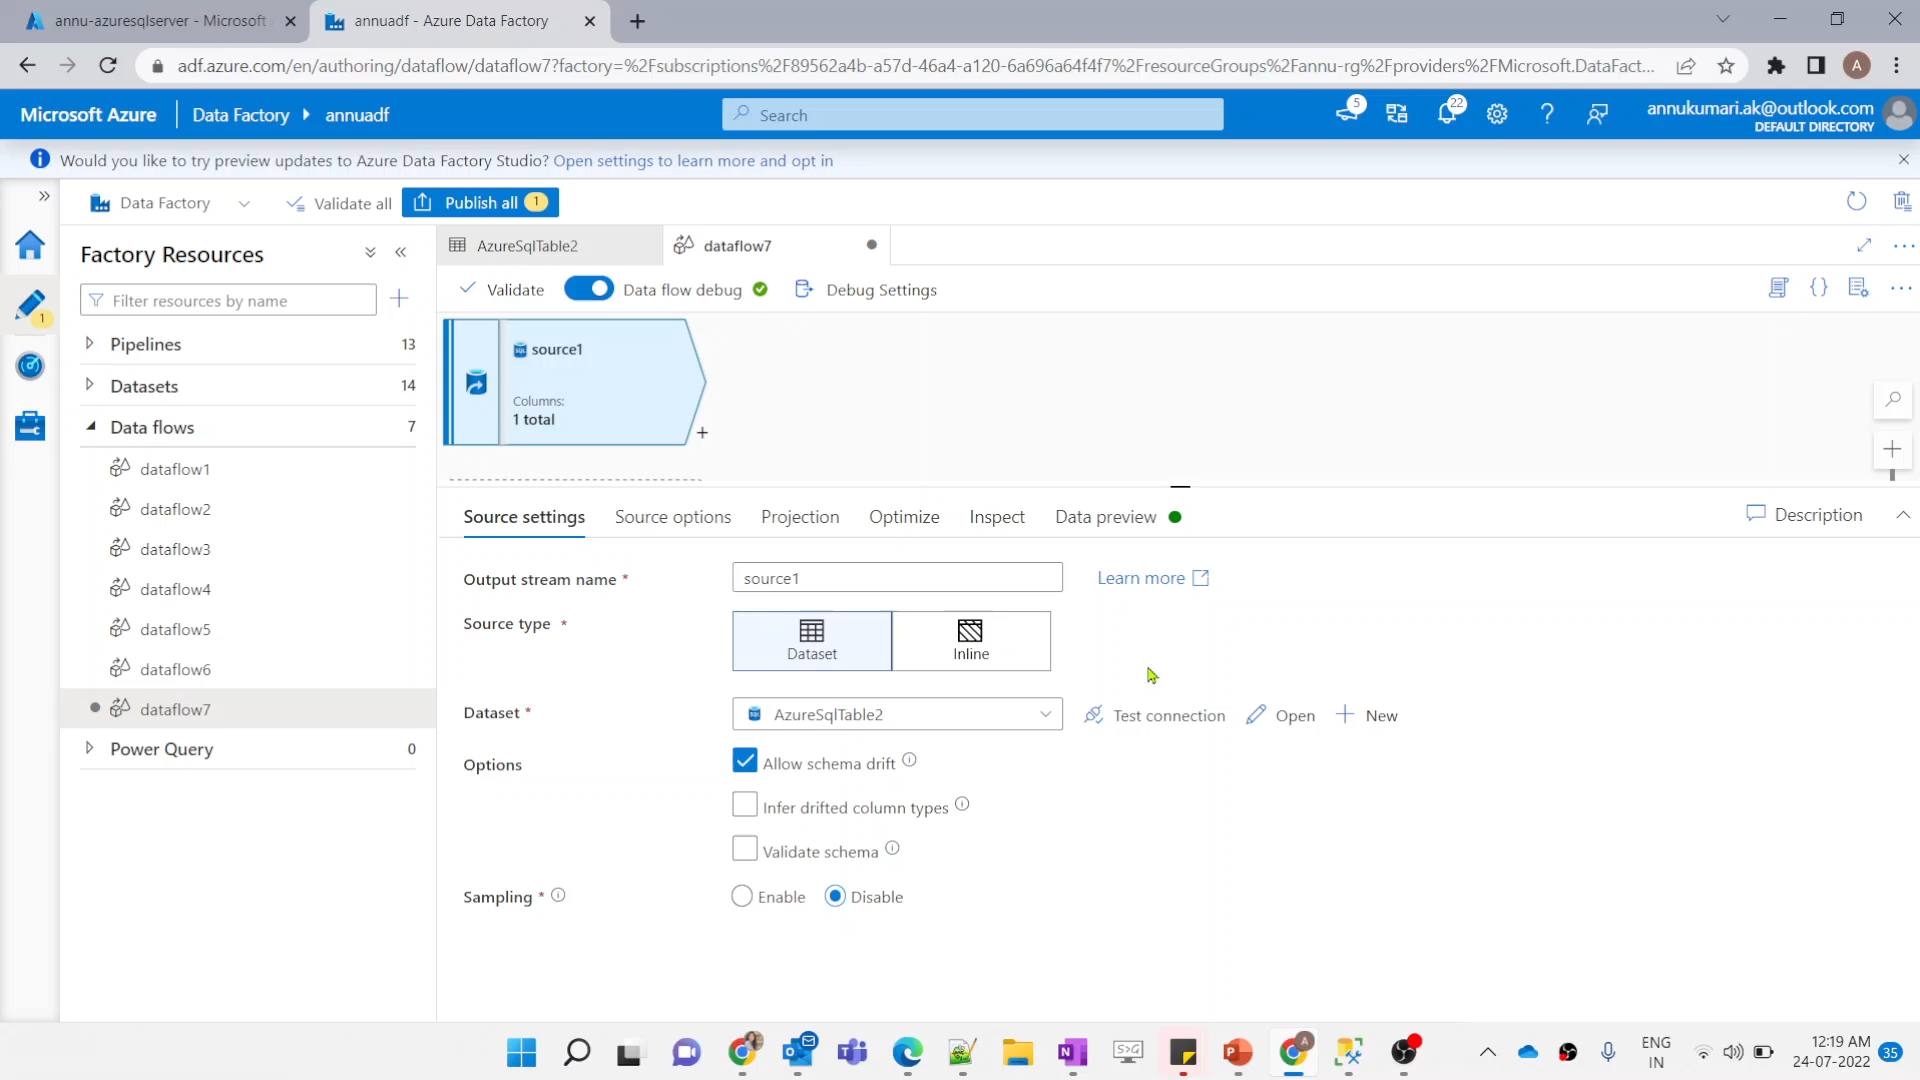 annu-azuresqlserver - Microsoft
annuadf - Azure Data Factory
adf.azure.com/en/authoring/dataflow/dataflow7?factory=%2Fsubscriptions%2F89562a4b-a57d-46a4-a120-6a696a64f4f7%2FresourceGroups%2Fannu-rg%2Fproviders%2FMicrosoft.DataFact...
A
Microsoft Azure
Data Factory
annuadf
Search
5
22
annukumari.ak@outlook.com
DEFAULT DIRECTORY
Would you like to try preview updates to Azure Data Factory Studio? Open settings to learn more and opt in
Data Factory
Validate all
Publish all 1
Factory Resources
Filter resources by name
1
Pipelines 13
Datasets 14
Data flows 7
dataflow1
dataflow2
dataflow3
dataflow4
dataflow5
dataflow6
dataflow7
Power Query 0
AzureSqlTable2
dataflow7
Validate
Data flow debug
Debug Settings
source1
Columns:
1 total
Source settings
Source options
Projection
Optimize
Inspect
Data preview
Description
Output stream name *
source1
Learn more
Source type *
Dataset
Inline
Dataset *
AzureSqlTable2
Test connection
Open
New
Options
Allow schema drift
Infer drifted column types
Validate schema
Sampling *
Enable
Disable
S>G
A
ENG
IN
12:19 AM
24-07-2022
35